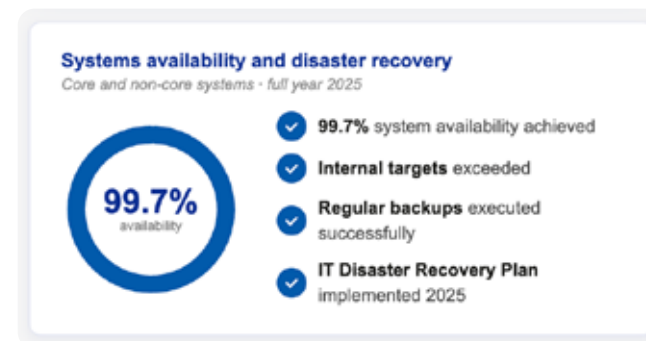 Systems availability and disaster recovery
Core and non-core systems - full year 2025
99.7%
availability
99.7% system availability achieved
Internal targets exceeded
Regular backups executed
successfully
IT Disaster Recovery Plan
implemented 2025